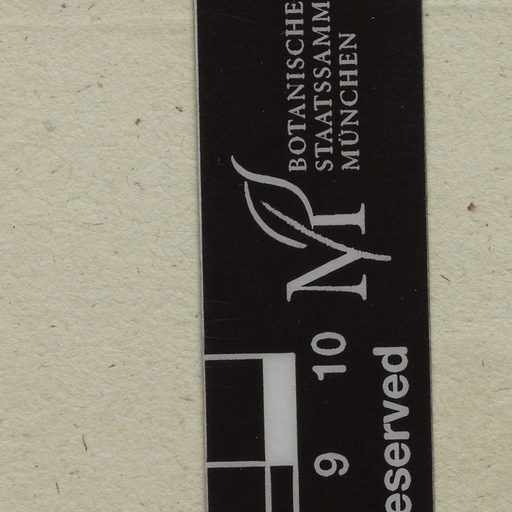 BOTANISCHE
STAATSSAMM
MÜNCHEN
M
9 10
eserved